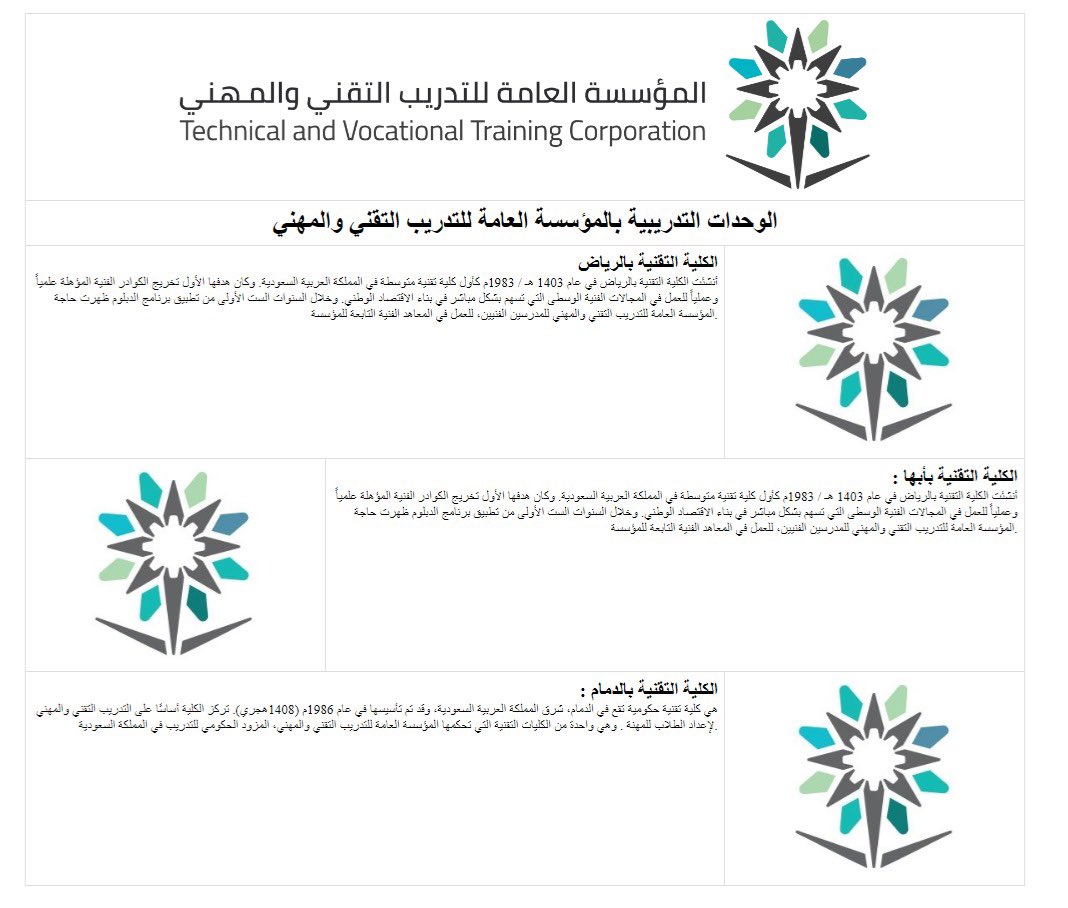 المؤسسة العامة للتدريب التقني والمهني
Technical and Vocational Training Corporation
الوحدات التدريبية بالمؤسسة العامة للتدريب التقني والمهني
الكلية التقنية بالرياض
أنشئت الكلية التقنية بالرياض في عام 1403 هـ / 1983م كأول كلية تقنية متوسطة في المملكة العربية السعودية. وكان هدفها الأول تخريج الكوادر الفنية المؤهلة علمياً
وعملياً للعمل في المجالات الفنية الوسطى التي تسهم بشكل مباشر في بناء الاقتصاد الوطني. وخلال السنوات الست الأولى من تطبيق برنامج الدبلوم ظهرت حاجة
.المؤسسة العامة للتدريب التقني والمهني للمدرسين الفنيين، للعمل في المعاهد الفنية التابعة للمؤسسة
الكلية التقنية بأبها :
أنشئت الكلية التقنية بالرياض في عام 1403 هـ / 1983م كأول كلية تقنية متوسطة في المملكة العربية السعودية. وكان هدفها الأول تخريج الكوادر الفنية المؤهلة علمياً
وعملياً للعمل في المجالات الفنية الوسطى التي تسهم بشكل مباشر في بناء الاقتصاد الوطني. وخلال السنوات الست الأولى من تطبيق برنامج الدبلوم ظهرت حاجة
.المؤسسة العامة للتدريب التقني والمهني للمدرسين الفنيين، للعمل في المعاهد الفنية التابعة للمؤسسة
الكلية التقنية بالدمام :
هي كلية تقنية حكومية تقع في الدمام، شرق المملكة العربية السعودية، وقد تم تأسيسها في عام 1986م (1408هجري). تركز الكلية أساسًا على التدريب التقني والمهني
.لإعداد الطلاب للمهنة . وهي واحدة من الكليات التقنية التي تحكمها المؤسسة العامة للتدريب التقني والمهني، المزود الحكومي للتدريب في المملكة السعودية